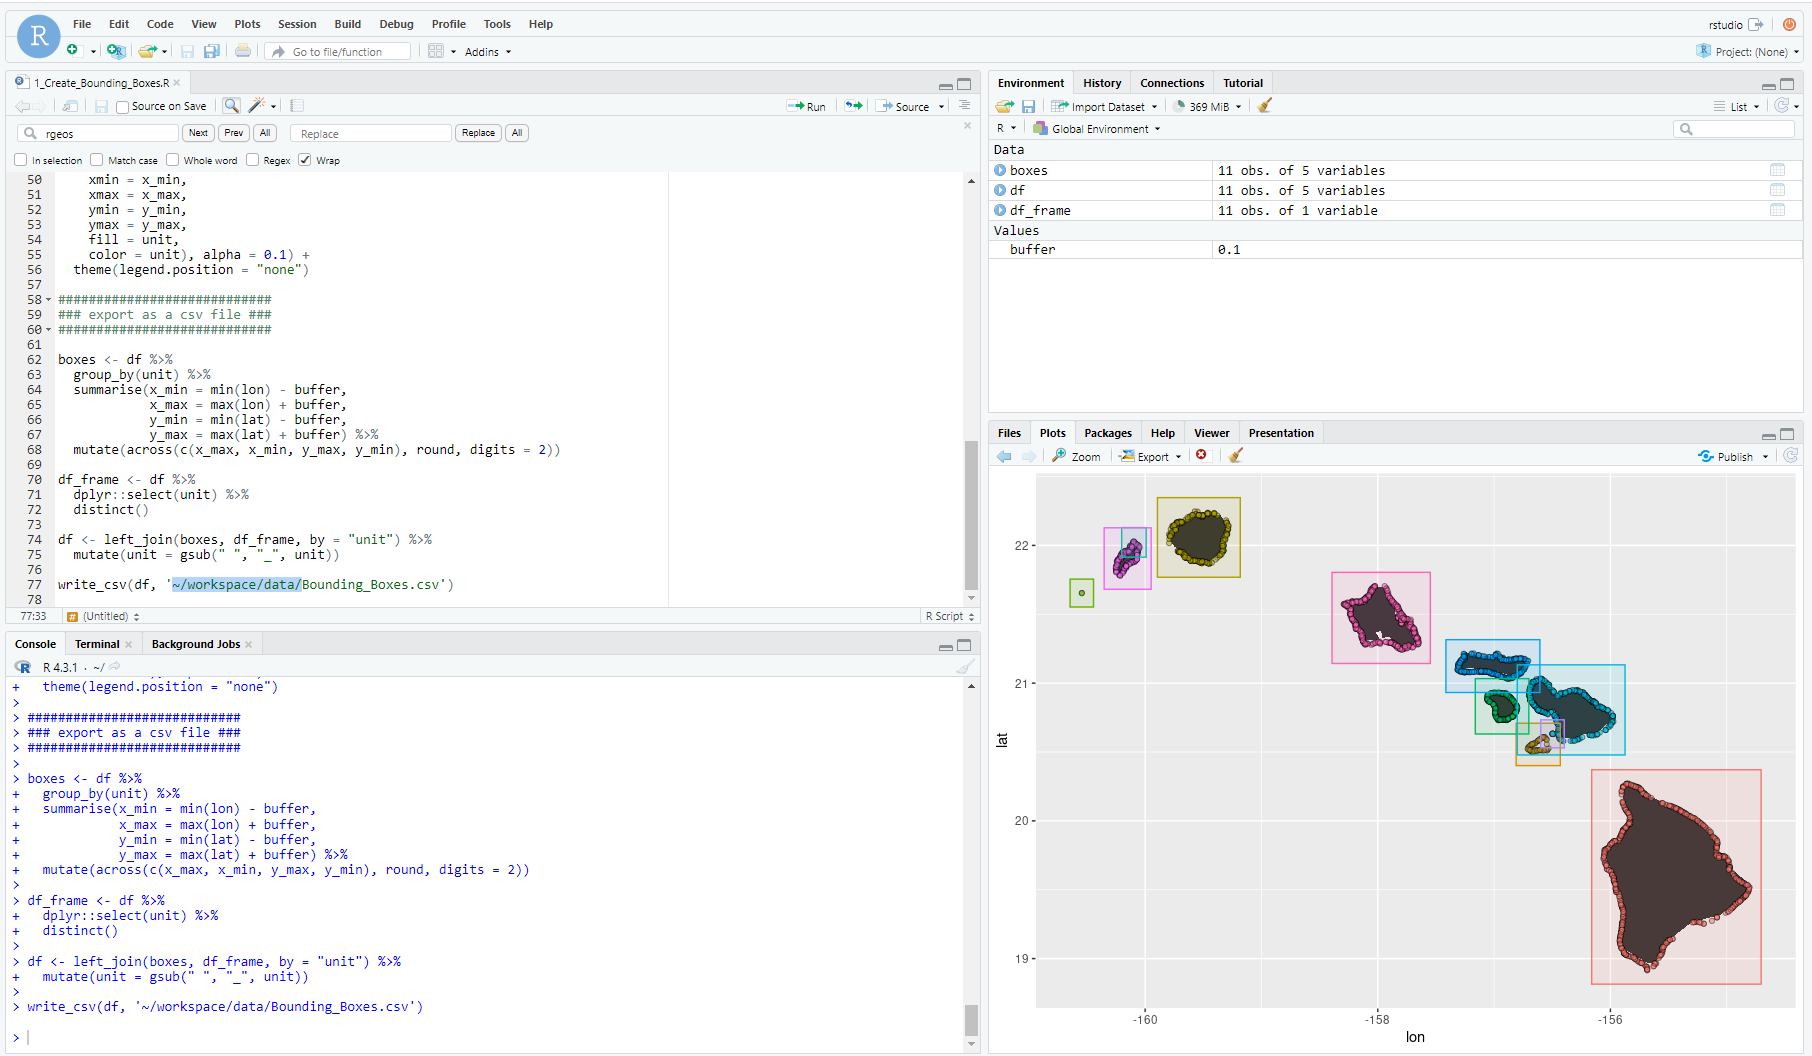 R
File Edit Code View Plots Session Build Debug Profile Tools Help
rstudio
Go to file/function
Addins
Project: (None)
1_Create_Bounding_Boxes.R
Source on Save
Run
Source
rgeos
Next
Prev
All
Replace
Replace
All
In selection
Match case
Whole word
Regex
Wrap
50 xmin = x_min,
51 xmax = x_max,
52 ymin = y_min,
53 ymax = y_max,
54 fill = unit,
55 color = unit), alpha = 0.1) +
56 theme(legend.position = "none")
57
58 ############################
59 ### export as a csv file ###
60 ############################
61
62 boxes <- df %>%
63 group_by(unit) %>%
64 summarise(x_min = min(lon) - buffer,
65 x_max = max(lon) + buffer,
66 y_min = min(lat) - buffer,
67 y_max = max(lat) + buffer) %>%
68 mutate(across(c(x_max, x_min, y_max, y_min), round, digits = 2))
69
70 df_frame <- df %>%
71 dplyr::select(unit) %>%
72 distinct()
73
74 df <- left_join(boxes, df_frame, by = "unit") %>%
75 mutate(unit = gsub(" ", "_", unit))
76
77 write_csv(df, '~/workspace/data/Bounding_Boxes.csv')
78
77:33
# (Untitled)
R Script
Console Terminal Background Jobs
R R 4.3.1 · ~/
+ theme(legend.position = "none")
>
> ############################
> ### export as a csv file ###
> ############################
>
> boxes <- df %>%
+ group_by(unit) %>%
+ summarise(x_min = min(lon) - buffer,
+ x_max = max(lon) + buffer,
+ y_min = min(lat) - buffer,
+ y_max = max(lat) + buffer) %>%
+ mutate(across(c(x_max, x_min, y_max, y_min), round, digits = 2))
>
> df_frame <- df %>%
+ dplyr::select(unit) %>%
+ distinct()
>
> df <- left_join(boxes, df_frame, by = "unit") %>%
+ mutate(unit = gsub(" ", "_", unit))
>
> write_csv(df, '~/workspace/data/Bounding_Boxes.csv')
>
Environment History Connections Tutorial
Import Dataset
369 MiB
List
R
Global Environment
Data
boxes 11 obs. of 5 variables
df 11 obs. of 5 variables
df_frame 11 obs. of 1 variable
Values
buffer 0.1
Files Plots Packages Help Viewer Presentation
Zoom
Export
Publish
22
21
lat
20
19
-160
-158
-156
lon